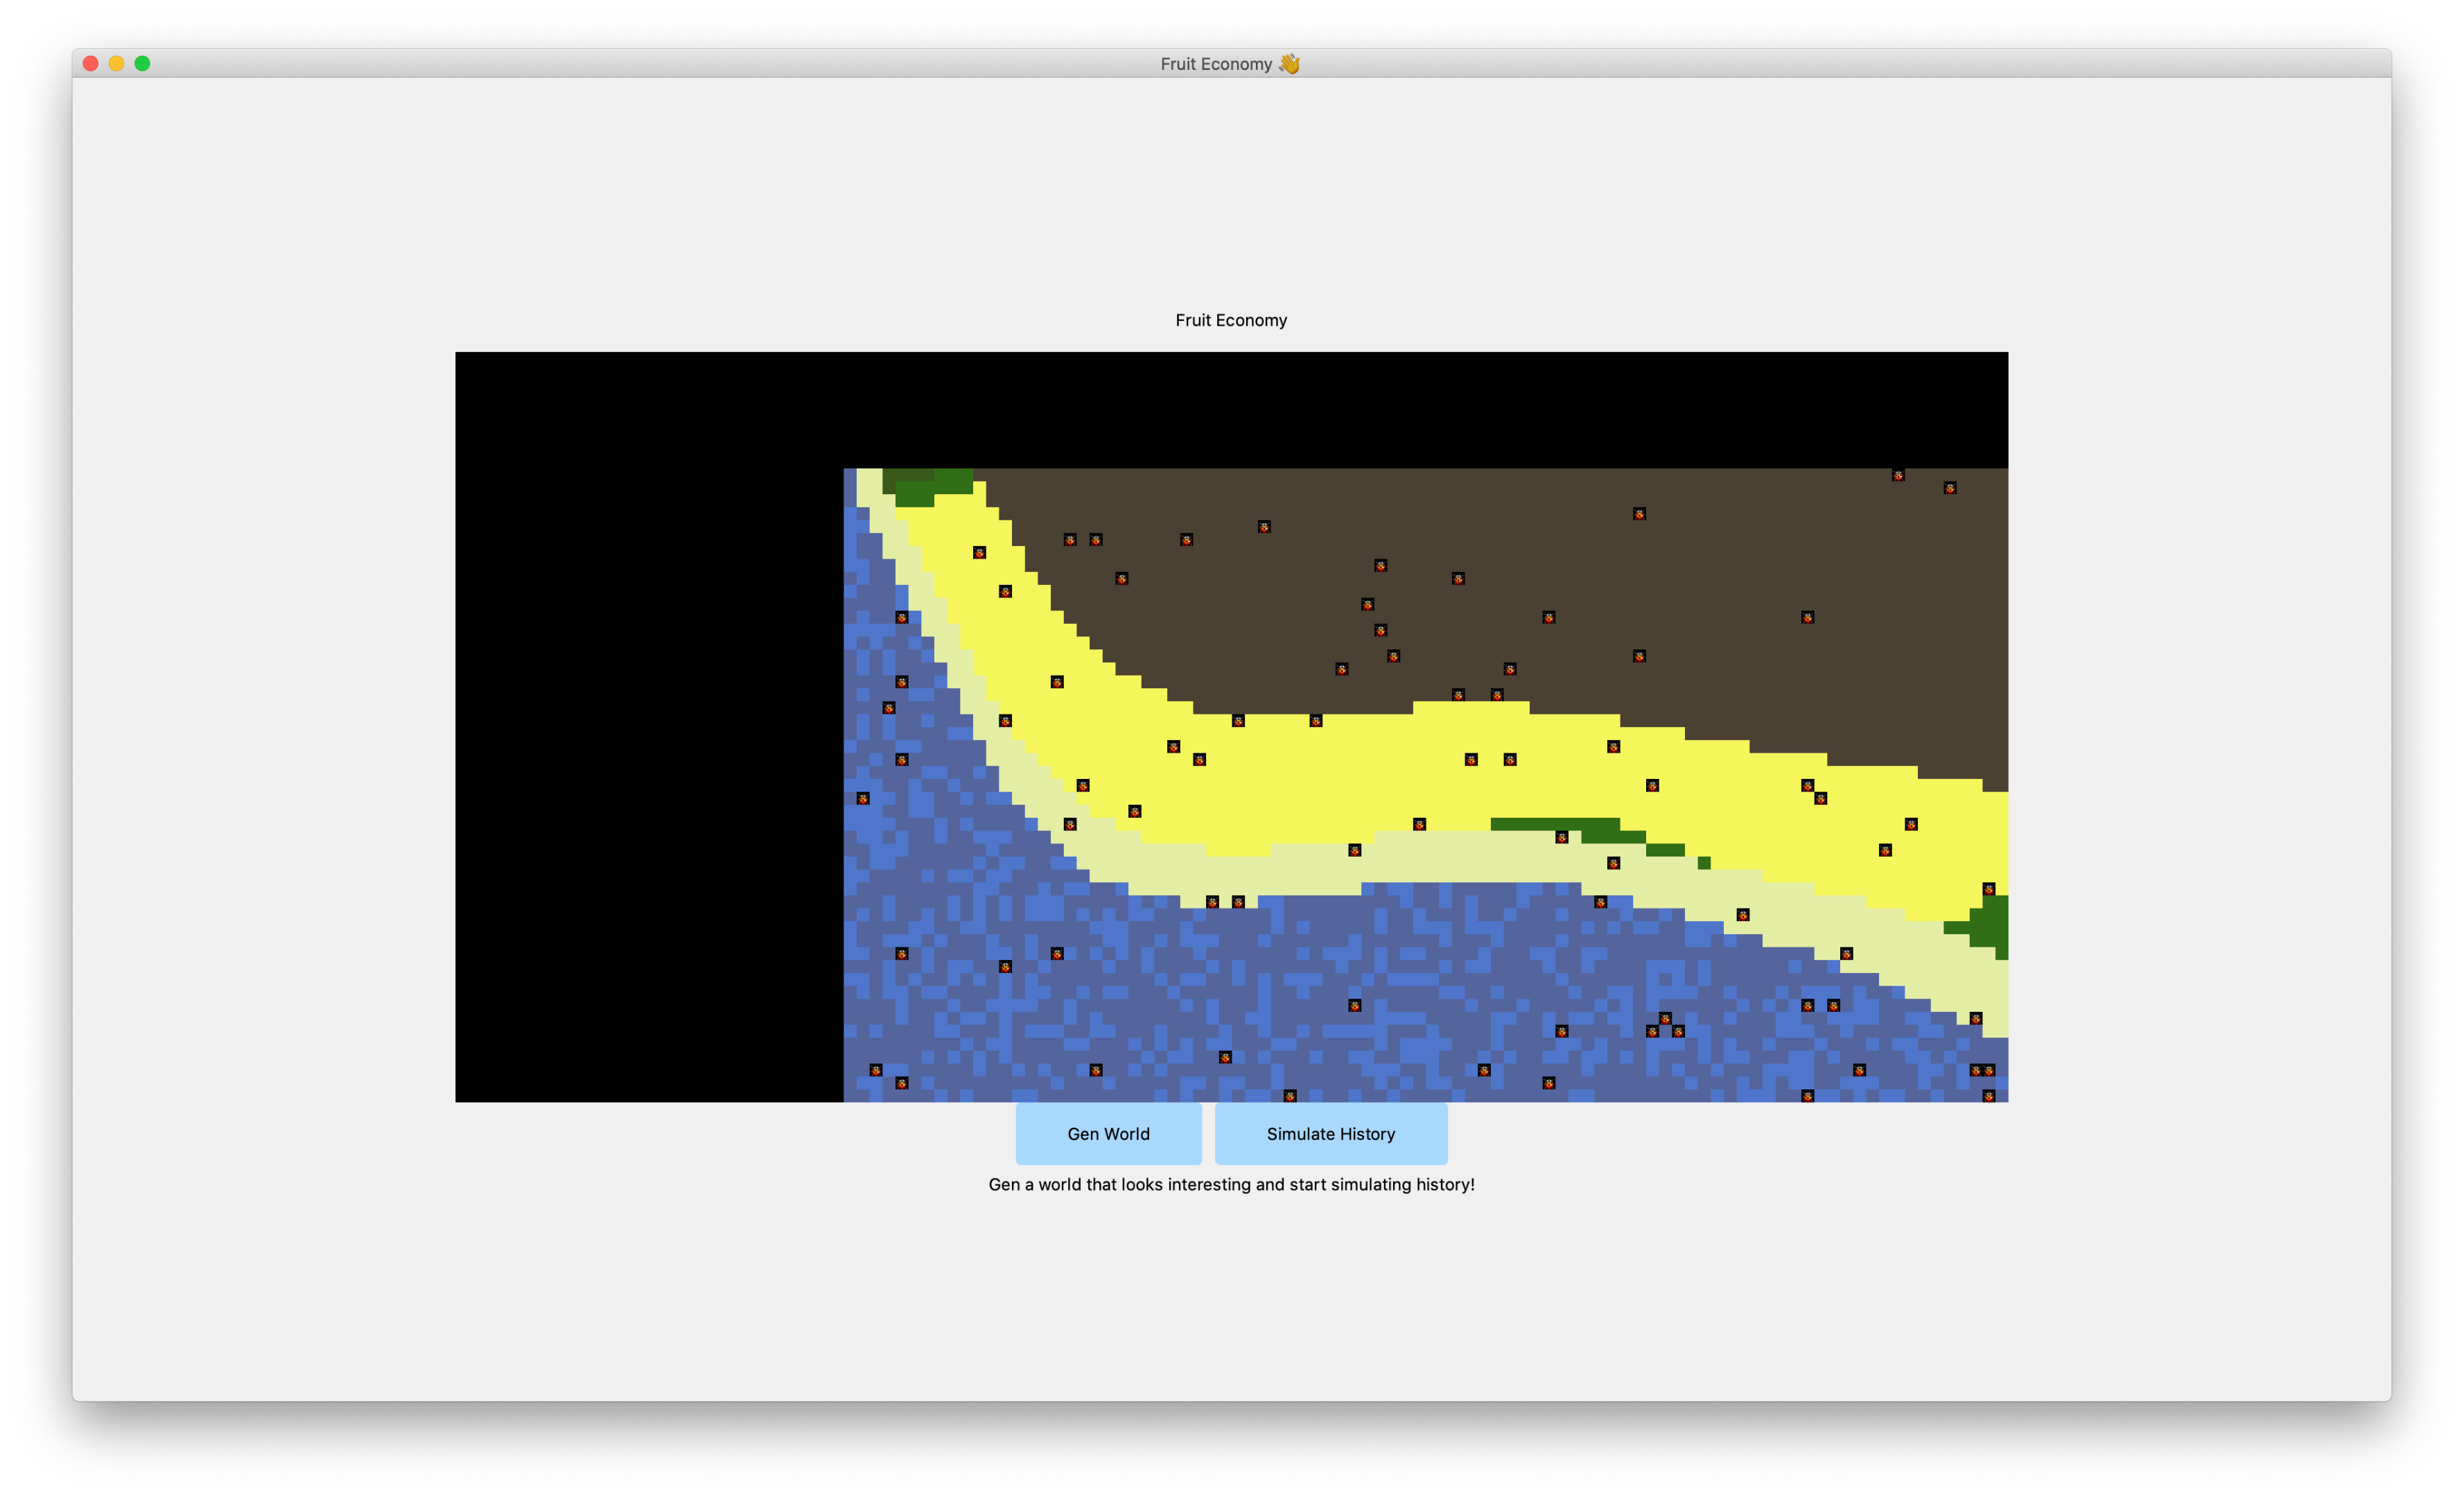 Fruit Economy 👋
Fruit Economy
Gen World
Simulate History
Gen a world that looks interesting and start simulating history!